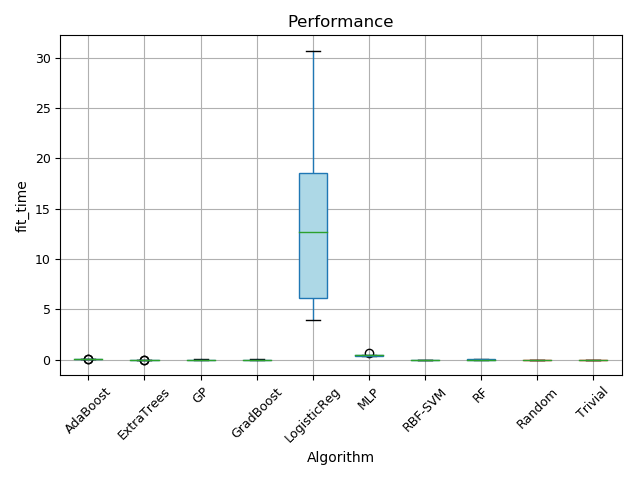 Performance
fit_time
30
25
20
15
10
5
0
AdaBoost
ExtraTrees
GP
GradBoost
LogisticReg
MLP
RBF-SVM
RF
Random
Trivial
Algorithm